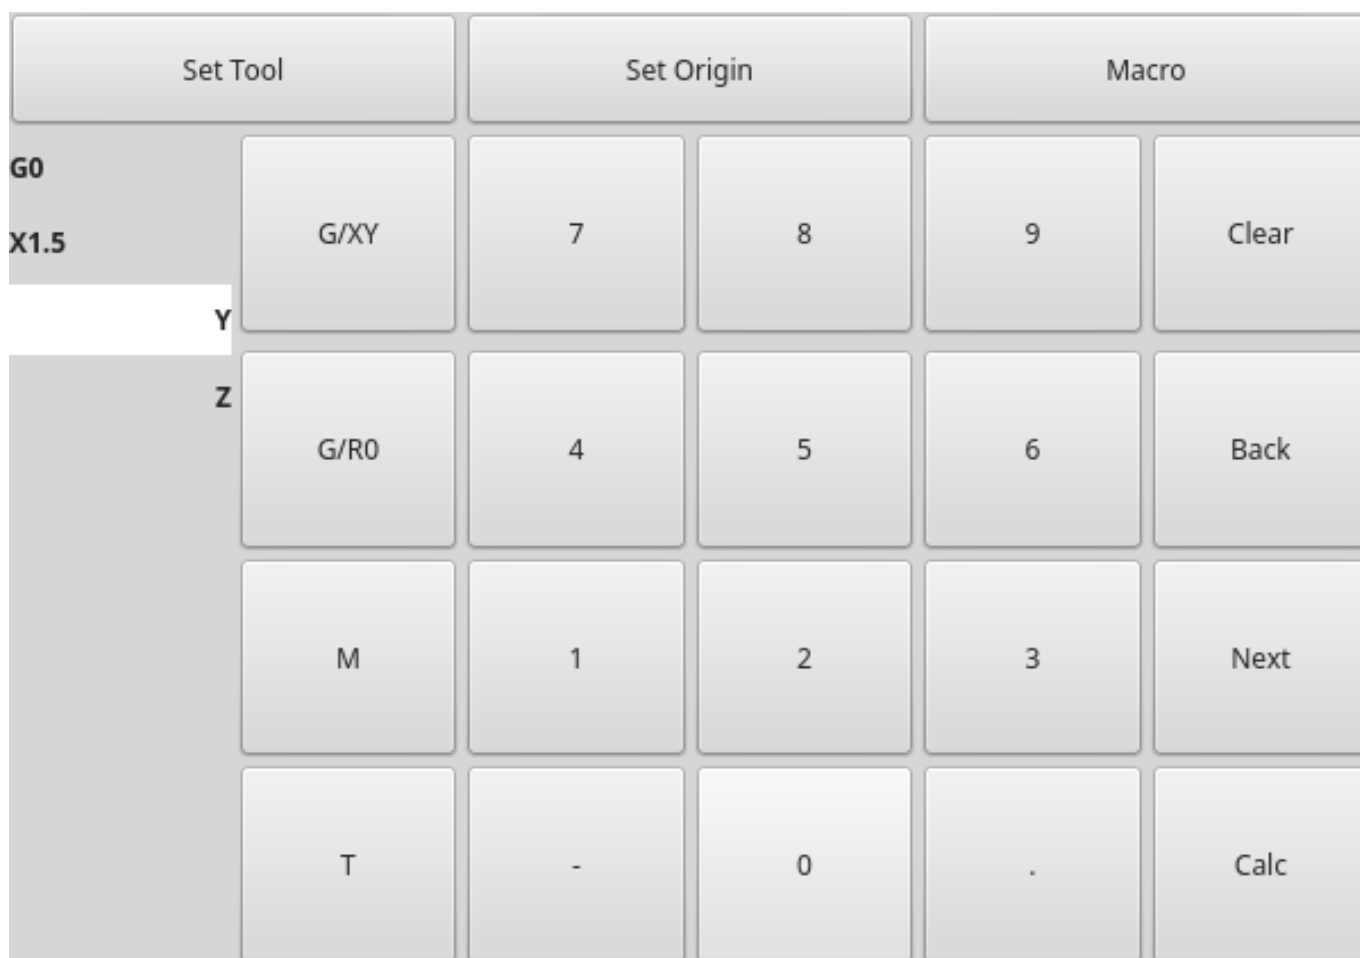 Set Tool Set Origin Macro
G0
X1.5
Y
Z
G/XY 7 8 9 Clear
G/R0 4 5 6 Back
M 1 2 3 Next
T - 0 . Calc